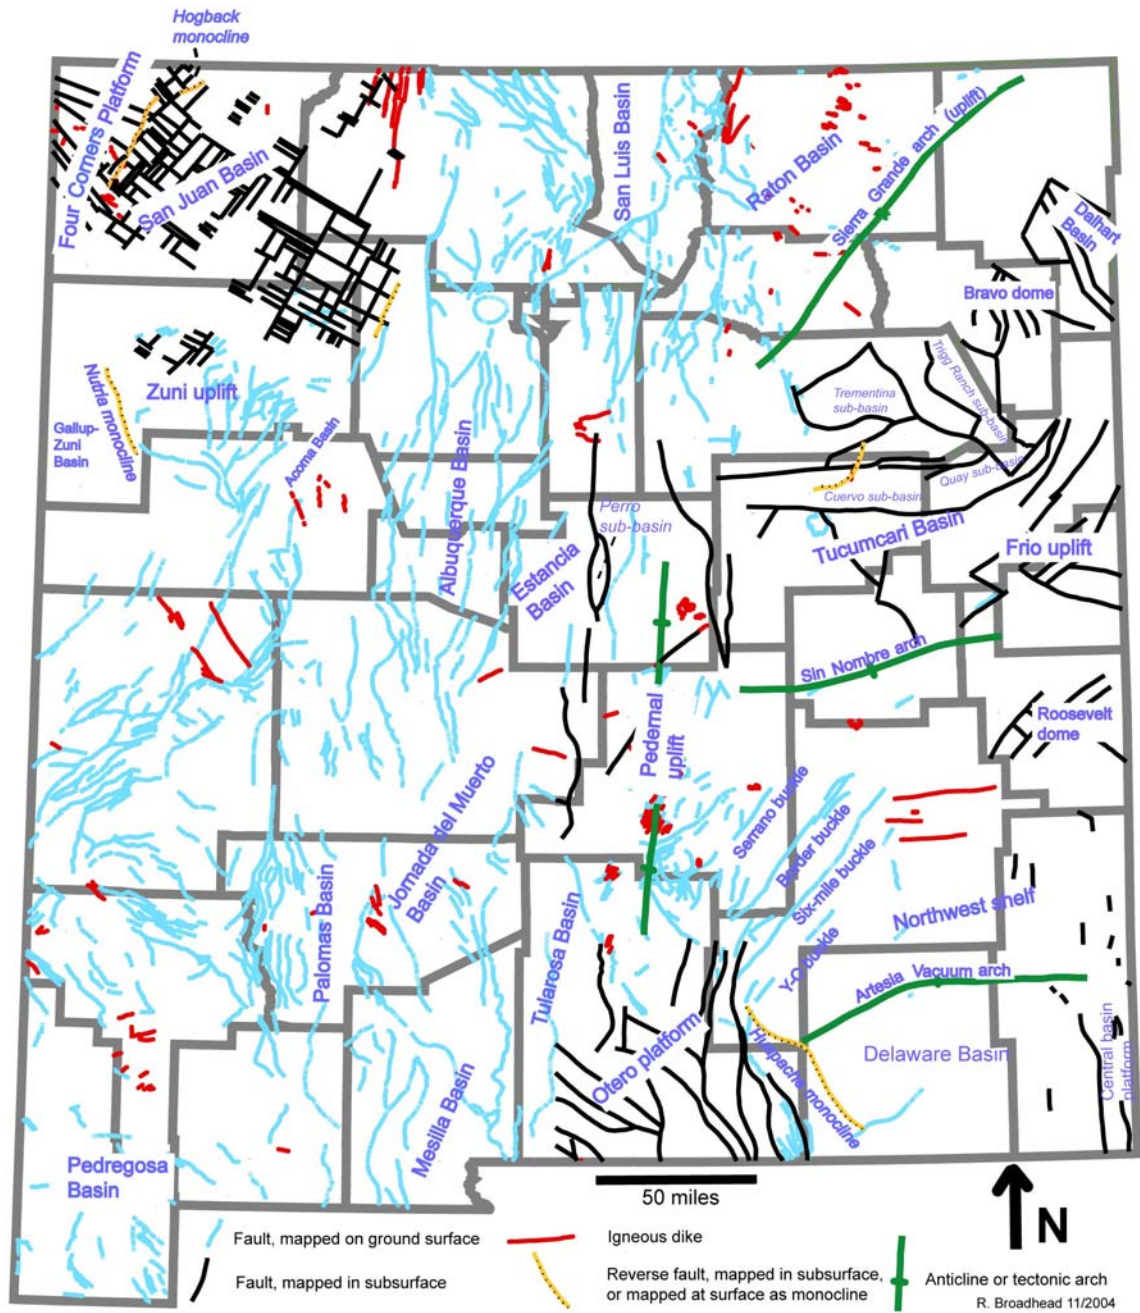 Hogback
monocline
Four Corners Platform
San Juan Basin
San Luis Basin
Raton Basin
Sierra Grande arch (uplift)
Dalhart
Basin
Bravo dome
Nutria monocline
Zuni uplift
Gallup-
Zuni
Basin
Acoma Basin
Albuquerque Basin
Trementina
sub-basin
Trigg Ranch sub-basin
Quay sub-basin
Cuervo sub-basin
Perro
sub-basin
Estancia
Basin
Tucumcari Basin
Frio uplift
Sin Nombre arch
Roosevelt
dome
Pedernal
uplift
Jornada del Muerto
Basin
Serrano buckle
Border buckle
Six-mile buckle
Y-O buckle
Northwest shelf
Palomas Basin
Tularosa Basin
Artesia Vacuum arch
Otero platform
Huapache monocline
Delaware Basin
Central basin
platform
Mesilla Basin
Pedregosa
Basin
50 miles
N
Fault, mapped on ground surface
Fault, mapped in subsurface
Igneous dike
Reverse fault, mapped in subsurface,
or mapped at surface as monocline
Anticline or tectonic arch
R. Broadhead 11/2004